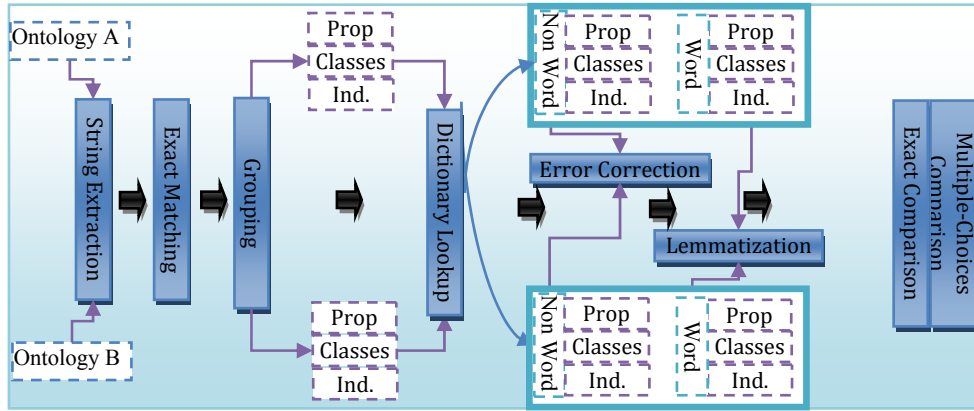 Ontology A
Prop
Classes
Ind.
Non Word
Prop
Classes
Ind.
Word
Prop
Classes
Ind.
String Extraction
Exact Matching
Grouping
Dictionary Lookup
Error Correction
Lemmatization
Exact Comparison
Multiple-Choices
Comparison
Ontology B
Prop
Classes
Ind.
Non Word
Prop
Classes
Ind.
Word
Prop
Classes
Ind.